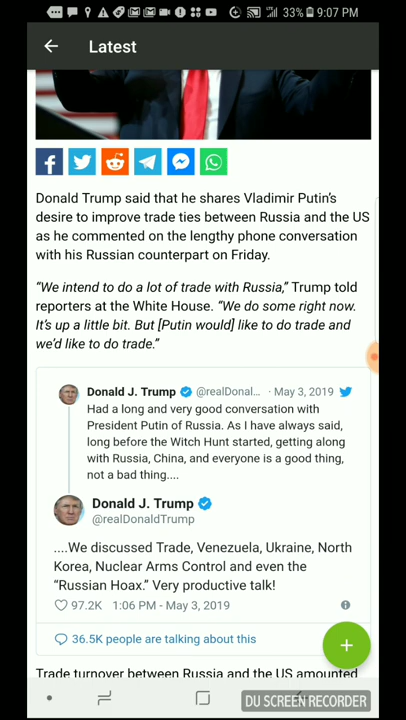 33% 9:07 PM
Latest
Donald Trump said that he shares Vladimir Putin's
desire to improve trade ties between Russia and the US
as he commented on the lengthy phone conversation
with his Russian counterpart on Friday.
“We intend to do a lot of trade with Russia,” Trump told
reporters at the White House. “We do some right now.
It’s up a little bit. But [Putin would] like to do trade and
we’d like to do trade.”
Donald J. Trump @realDonal... · May 3, 2019
Had a long and very good conversation with
President Putin of Russia. As I have always said,
long before the Witch Hunt started, getting along
with Russia, China, and everyone is a good thing,
not a bad thing....
Donald J. Trump
@realDonaldTrump
....We discussed Trade, Venezuela, Ukraine, North
Korea, Nuclear Arms Control and even the
“Russian Hoax.” Very productive talk!
97.2K 1:06 PM - May 3, 2019
36.5K people are talking about this
Trade turnover between Russia and the US amounted
DU SCREEN RECORDER